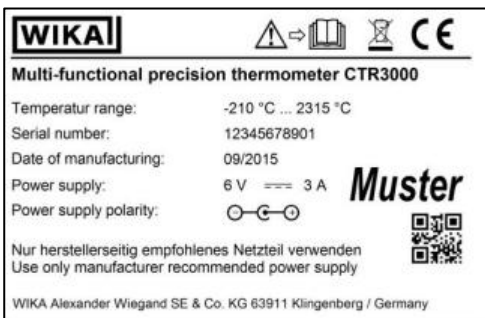 WIKAI
Multi-functional precision thermometer CTR3000
Temperatur range: -210 °C ... 2315 °C
Serial number: 12345678901
Date of manufacturing: 09/2015
Power supply: 6 V 3 A
Power supply polarity:
Muster
Nur herstellerseitig empfohlenes Netzteil verwenden
Use only manufacturer recommended power supply
WIKA Alexander Wiegand SE & Co. KG 63911 Klingenberg / Germany